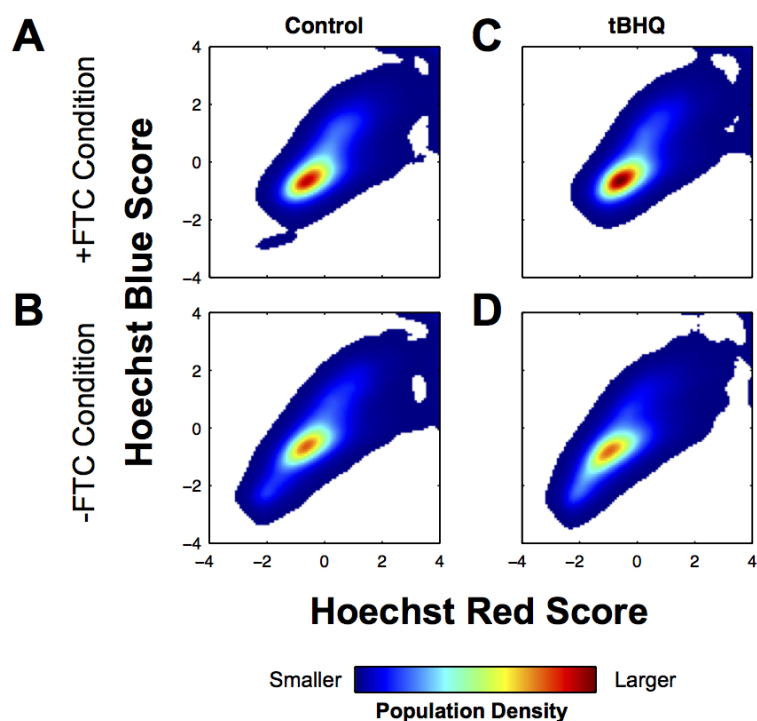 A
Control
C
tBHQ
+FTC Condition
4
2
0
−2
−4
B
D
-FTC Condition
4
2
0
−2
−4
−4 −2 0 2 4
−4 −2 0 2 4
Hoechst Blue Score
Hoechst Red Score
Smaller
Larger
Population Density